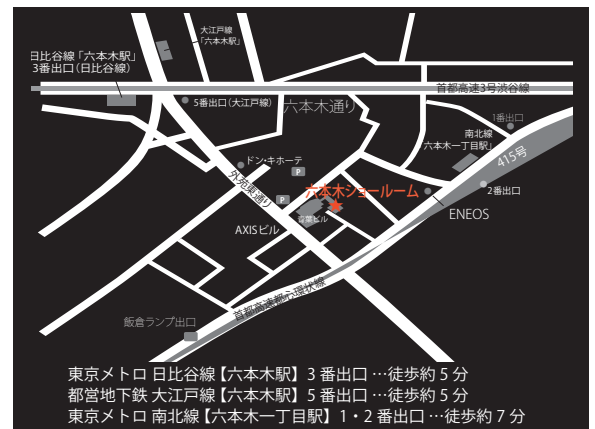 大江戸線
「六本木駅」
日比谷線「六本木駅」
3番出口(日比谷線)
首都高速3号渋谷線
5番出口(大江戸線)
六本木通り
1番出口
南北線
六本木一丁目駅」
415号
ドン・キホーテ
P
外苑東通り
P
六本木ショールーム
2番出口
ENEOS
青葉ビル
AXISビル
首都高速都心環状線
飯倉ランプ出口
東京メトロ 日比谷線【六本木駅】3番出口…徒歩約5分
都営地下鉄 大江戸線【六本木駅】5番出口…徒歩約5分
東京メトロ 南北線【六本木一丁目駅】1・2番出口…徒歩約7分